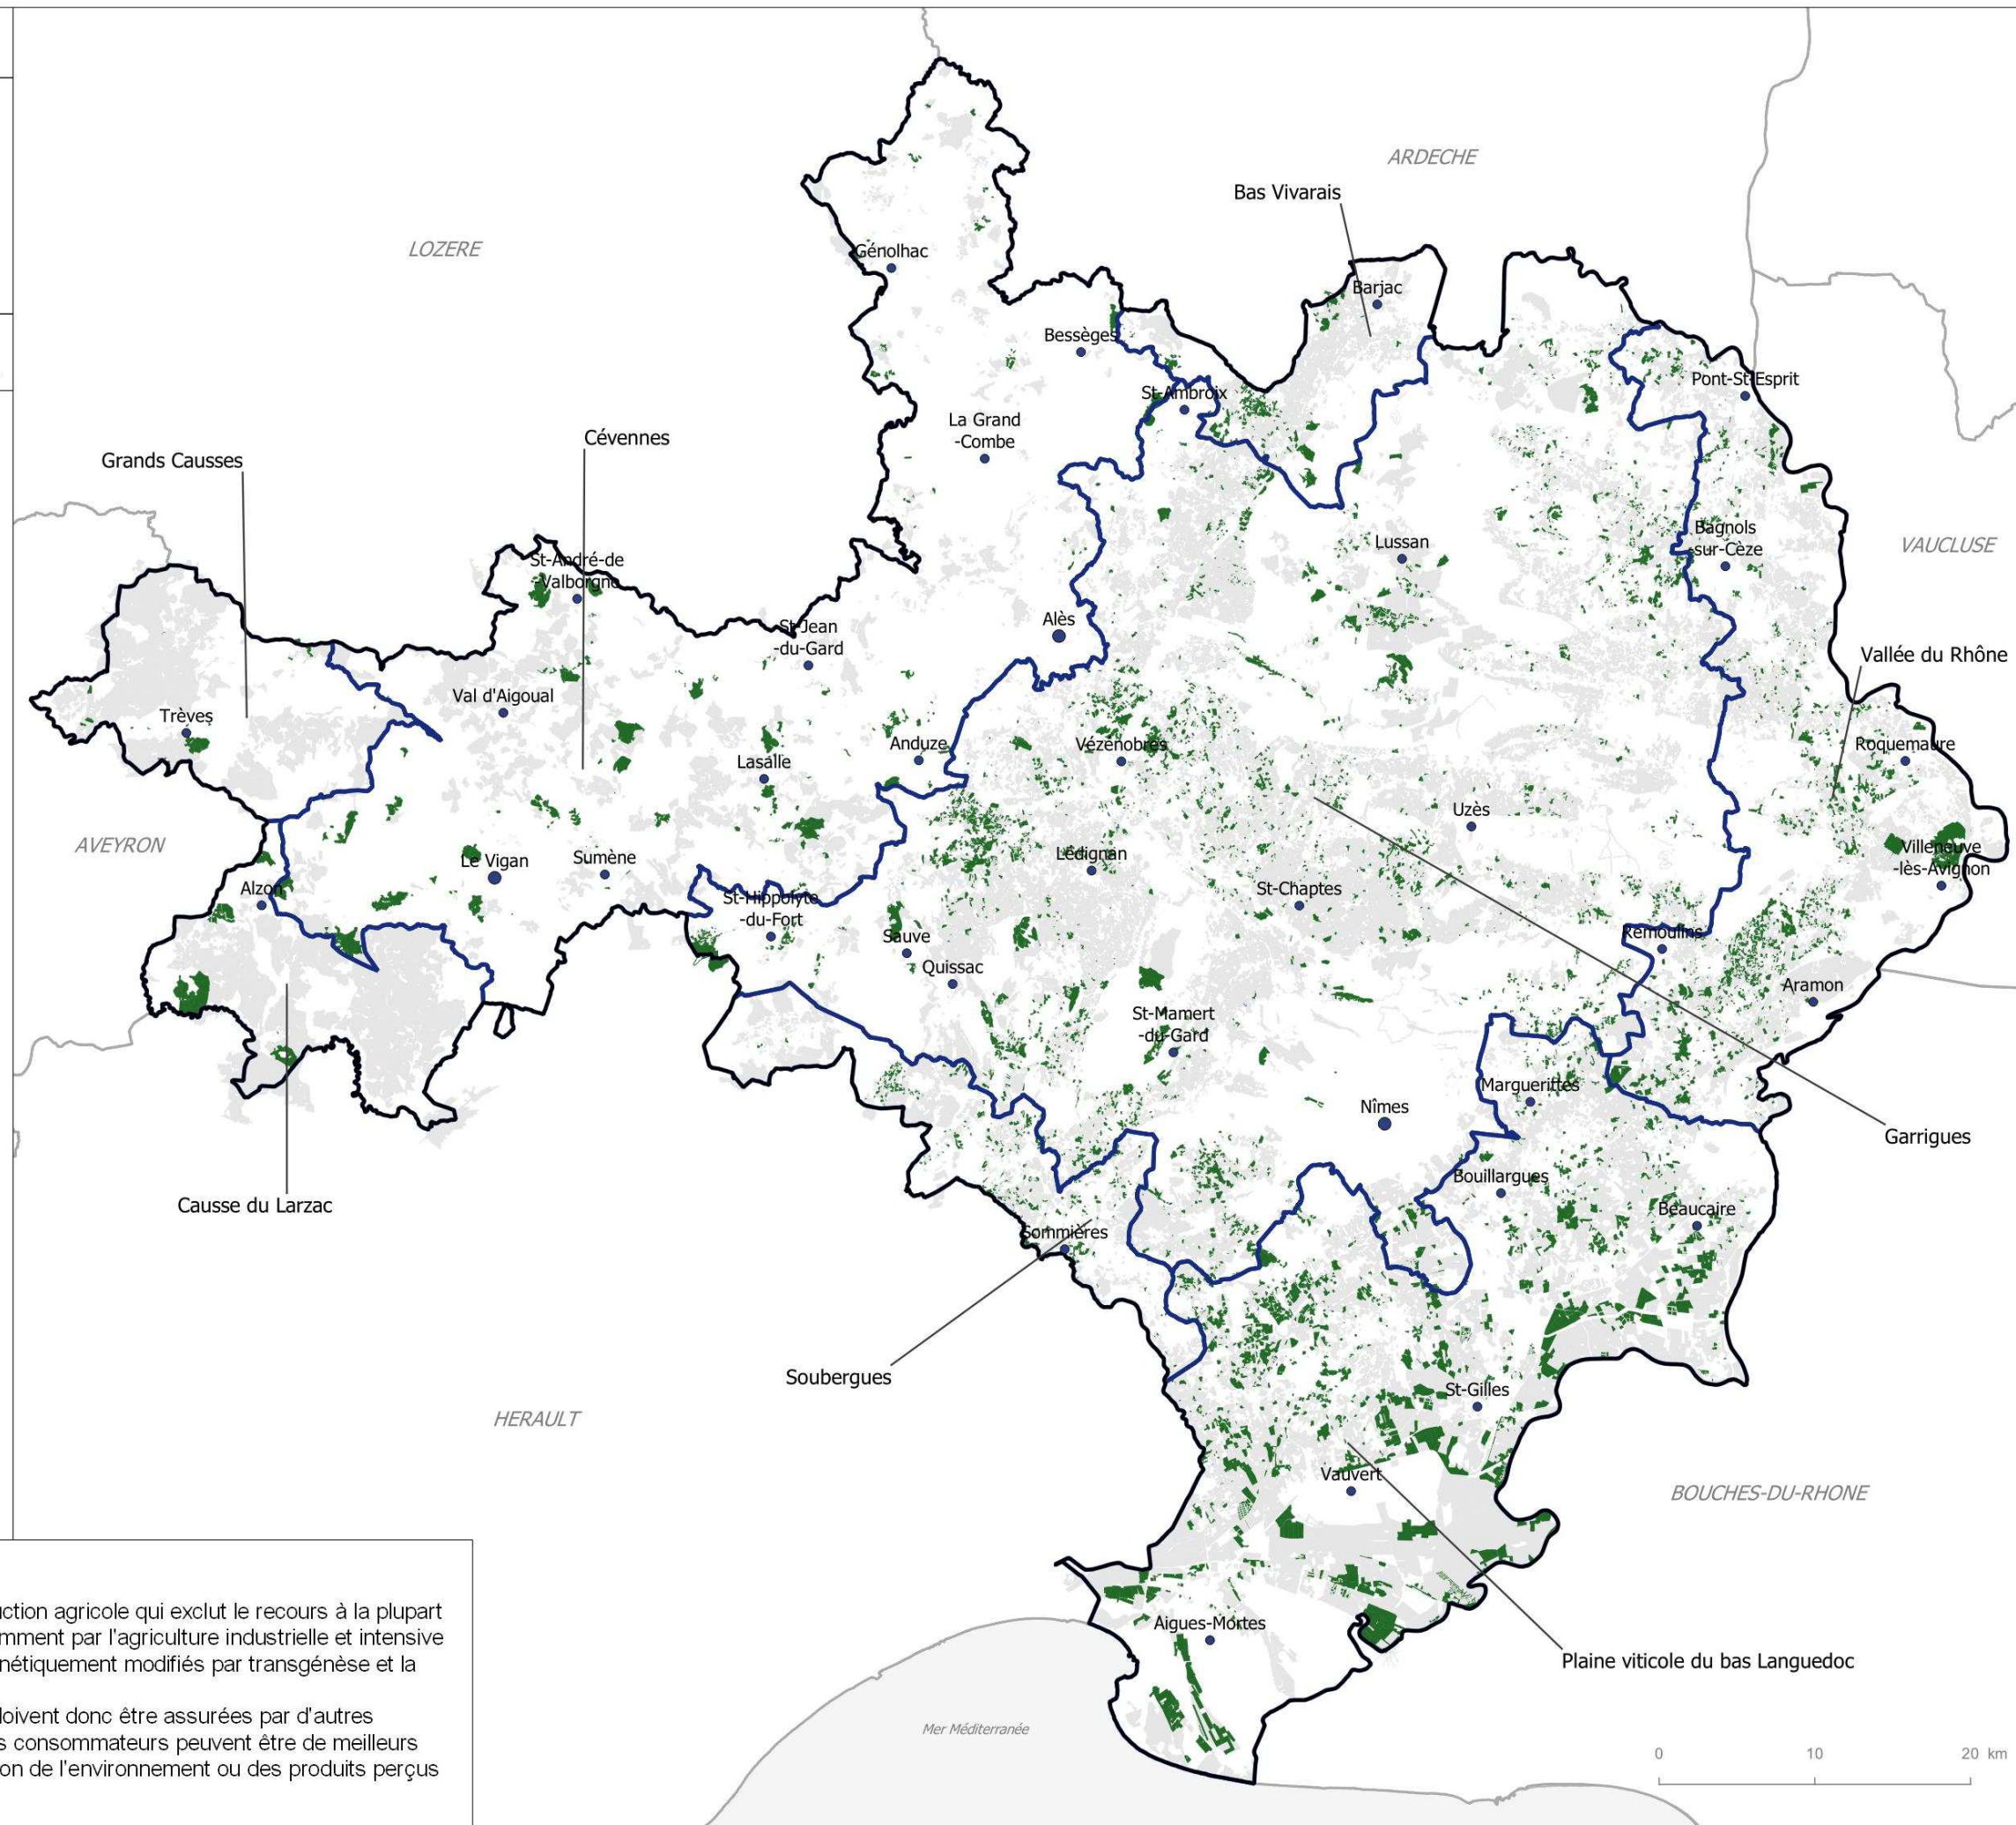 ARDECHE
Bas Vivarais
LOZERE
Génolhac
Barjac
Bessèges
Pont-St-Esprit
St-Ambroix
La Grand
-Combe
Cévennes
Grands Causses
Bagnols
-sur-Cèze
Lussan
VAUCLUSE
St-André-de
-Valborgne
Alès
St-Jean
-du-Gard
Vallée du Rhône
Val d'Aigoual
Trèves
Anduze
Vézénobres
Roquemaure
Lasalle
Uzès
AVEYRON
Villeneuve
-lès-Avignon
Le Vigan
Sumène
Lédignan
Alzon
St-Chaptes
St-Hippolyte
-du-Fort
Sauve
Remoulins
Quissac
Aramon
St-Mamert
-du-Gard
Marguerittes
Nîmes
Garrigues
Causse du Larzac
Bouillargues
Beaucaire
Sommières
Soubergues
St-Gilles
HERAULT
Vauvert
BOUCHES-DU-RHONE
Aigues-Mortes
Plaine viticole du bas Languedoc
Mer Méditerranée
0 10 20 km
uction agricole qui exclut le recours à la plupart
mment par l'agriculture industrielle et intensive
nétiquement modifiés par transgénèse et la
doivent donc être assurées par d'autres
s consommateurs peuvent être de meilleurs
on de l'environnement ou des produits perçus